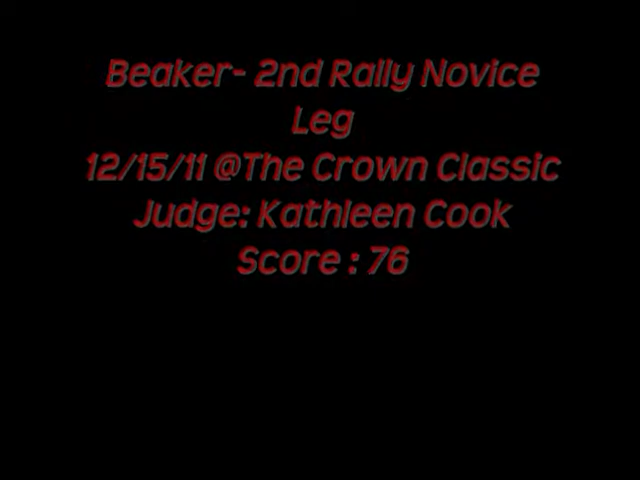 Beaker- 2nd Rally Novice
Leg
12/15/11 @The Crown Classic
Judge: Kathleen Cook
Score : 76